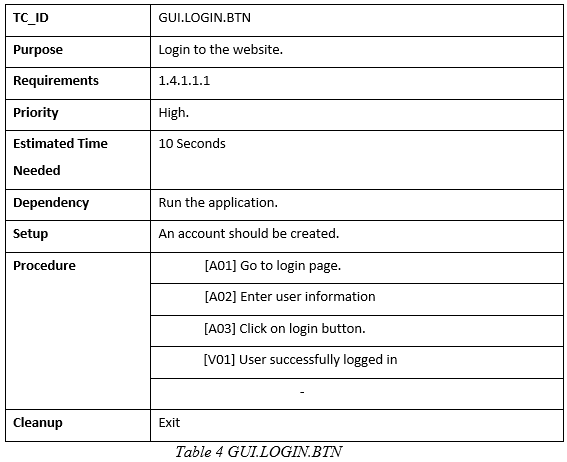 TC_ID GUI.LOGIN.BTN
Purpose Login to the website.
Requirements 1.4.1.1.1
Priority High.
Estimated Time 10 Seconds
Needed
Dependency Run the application.
Setup An account should be created.
Procedure [A01] Go to login page.
[A02] Enter user information
[A03] Click on login button.
[V01] User successfully logged in
-
Cleanup Exit
Table 4 GUI.LOGIN.BTN